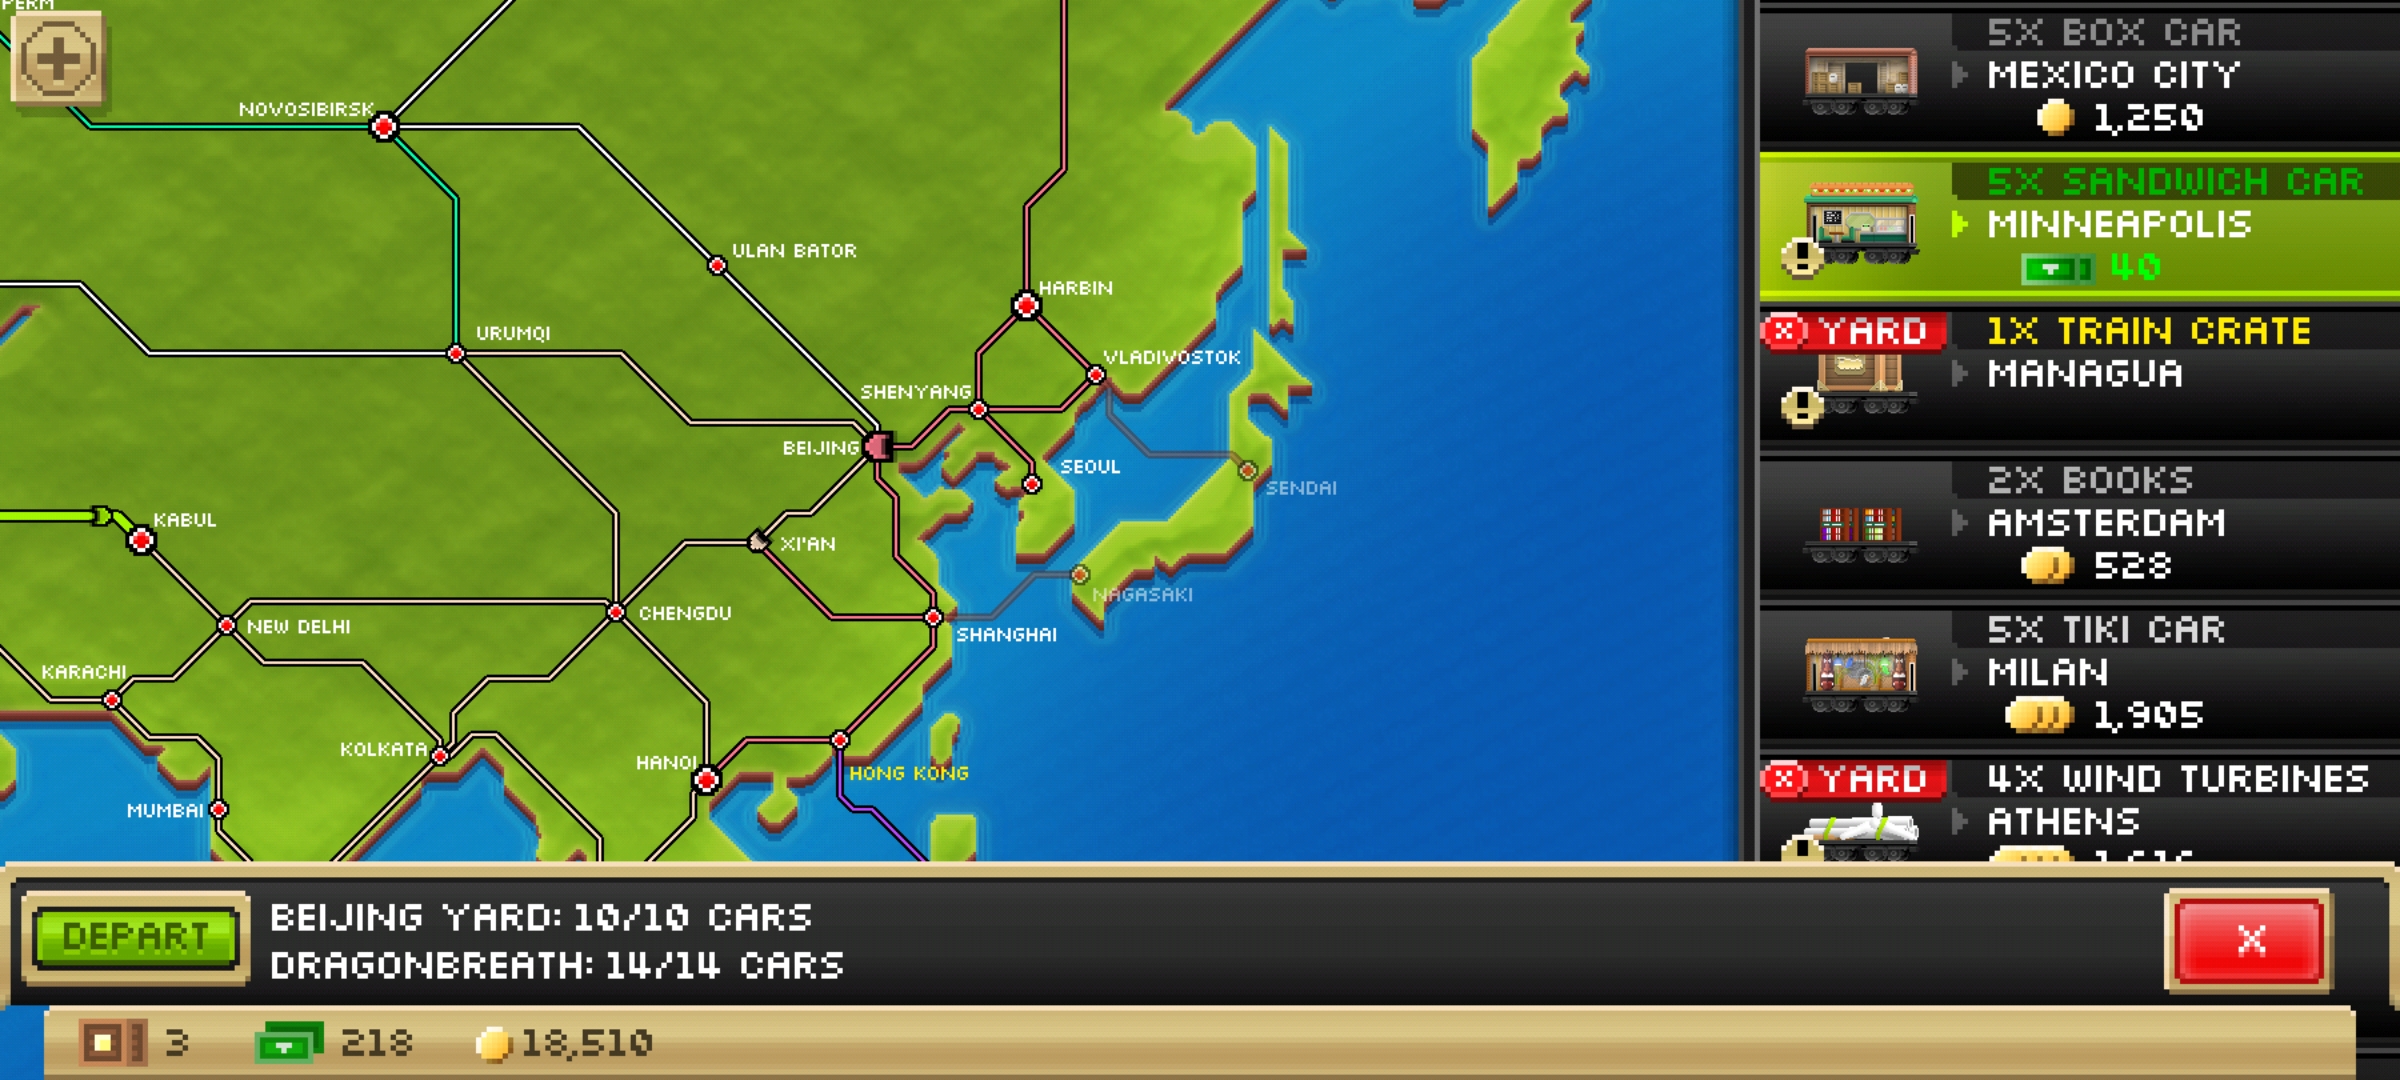 PERM
NOVOSIBIRSK
ULAN BATOR
HARBIN
URUMQI
VLADIVOSTOK
SHENYANG
BEIJING
SEOUL
SENDAI
KABUL
XI'AN
NAGASAKI
CHENGDU
NEW DELHI
SHANGHAI
KARACHI
KOLKATA
HANOI
HONG KONG
MUMBAI
5X BOX CAR
MEXICO CITY
1,250
5X SANDWICH CAR
MINNEAPOLIS
40
YARD
1X TRAIN CRATE
MANAGUA
2X BOOKS
AMSTERDAM
528
5X TIKI CAR
MILAN
1,905
YARD
4X WIND TURBINES
ATHENS
DEPART
BEIJING YARD: 10/10 CARS
DRAGONBREATH: 14/14 CARS
X
3
218
18,510